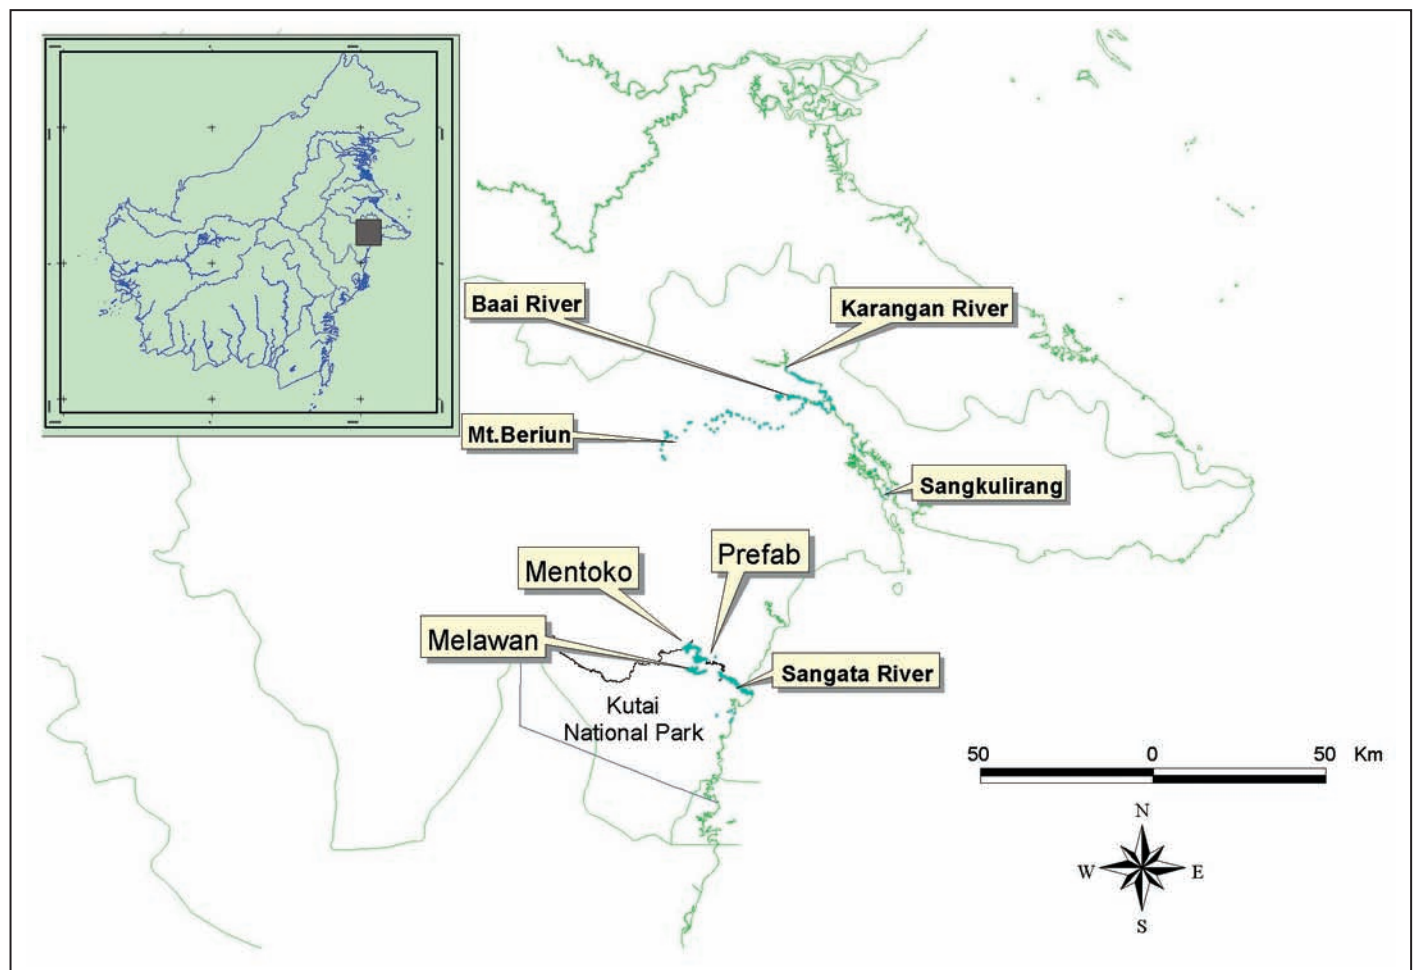 Baai River
Karangan River
Mt.Beriun
Sangkulirang
Mentoko
Prefab
Melawan
Sangata River
Kutai
National Park
50 0 50 Km
N
W E
S